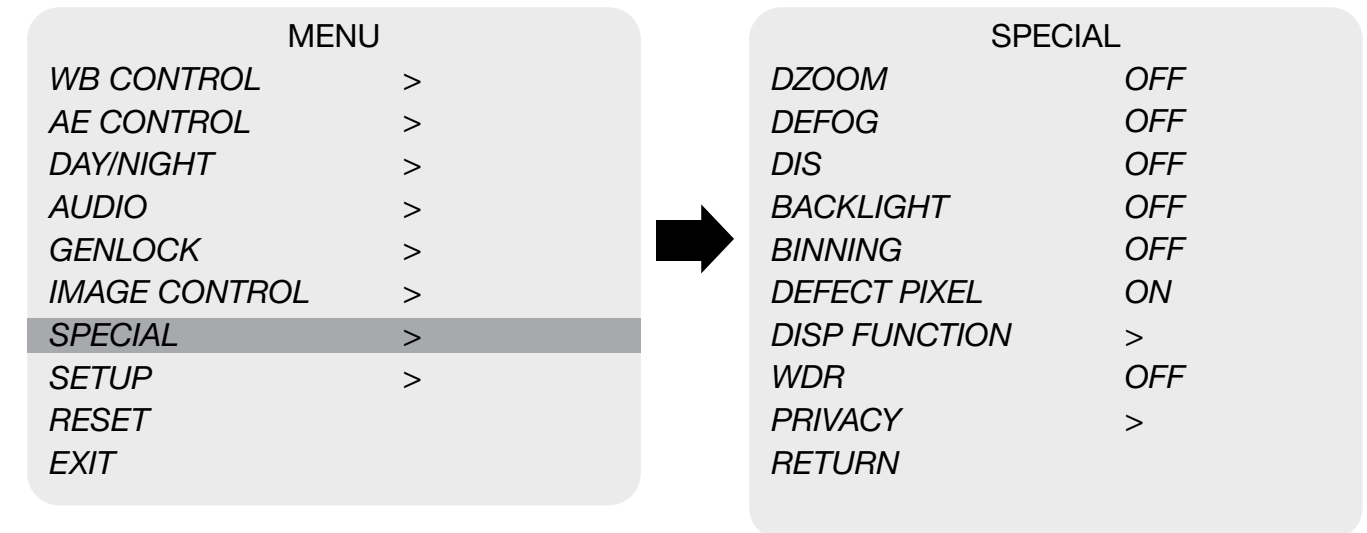 MENU
WB CONTROL >
AE CONTROL >
DAY/NIGHT >
AUDIO >
GENLOCK >
IMAGE CONTROL >
SPECIAL >
SETUP >
RESET
EXIT
SPECIAL
DZOOM OFF
DEFOG OFF
DIS OFF
BACKLIGHT OFF
BINNING OFF
DEFECT PIXEL ON
DISP FUNCTION >
WDR OFF
PRIVACY >
RETURN